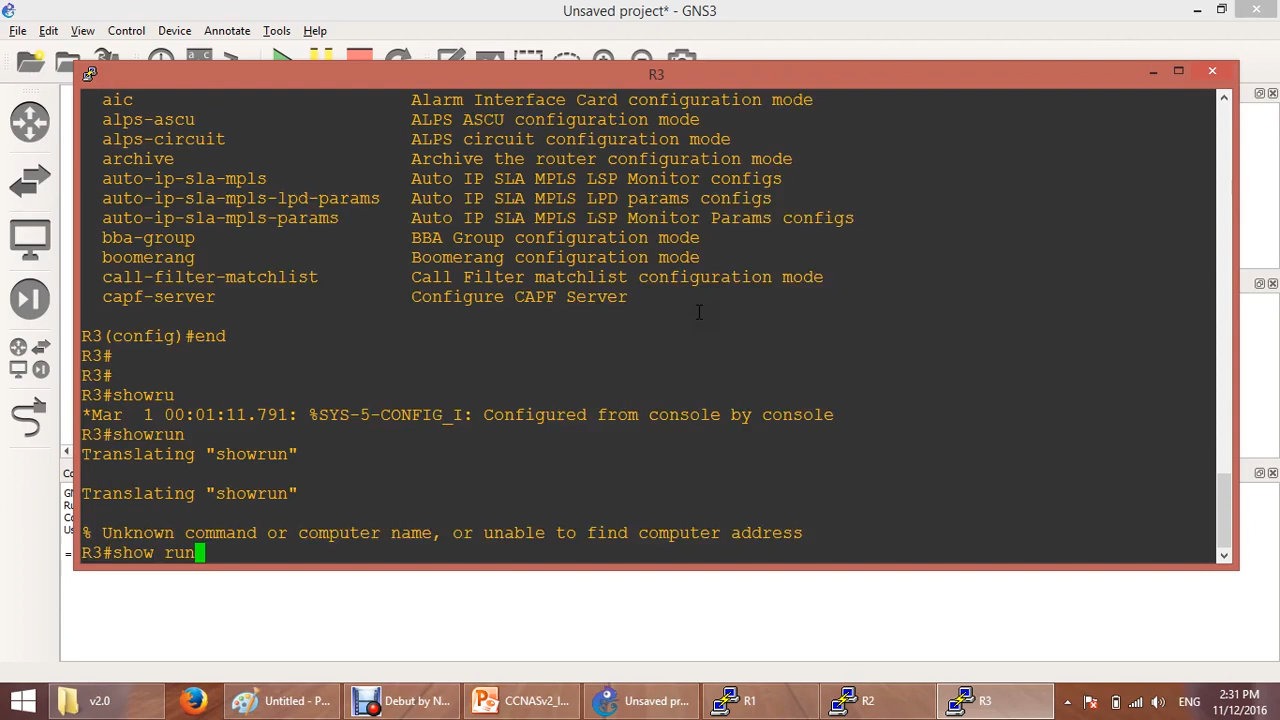 Unsaved project* - GNS3
File Edit View Control Device Annotate Tools Help
R3
aic Alarm Interface Card configuration mode
alps-ascu ALPS ASCU configuration mode
alps-circuit ALPS circuit configuration mode
archive Archive the router configuration mode
auto-ip-sla-mpls Auto IP SLA MPLS LSP Monitor configs
auto-ip-sla-mpls-lpd-params Auto IP SLA MPLS LPD params configs
auto-ip-sla-mpls-params Auto IP SLA MPLS LSP Monitor Params configs
bba-group BBA Group configuration mode
boomerang Boomerang configuration mode
call-filter-matchlist Call Filter matchlist configuration mode
capf-server Configure CAPF Server
R3(config)#end
R3#
R3#
R3#showru
*Mar 1 00:01:11.791: %SYS-5-CONFIG_I: Configured from console by console
R3#showrun
Translating "showrun"
Translating "showrun"
% Unknown command or computer name, or unable to find computer address
R3#show run
v2.0 Untitled - P... Debut by N... CCNASv2_I... Unsaved pr... R1 R2 R3 ENG 2:31 PM
11/12/2016